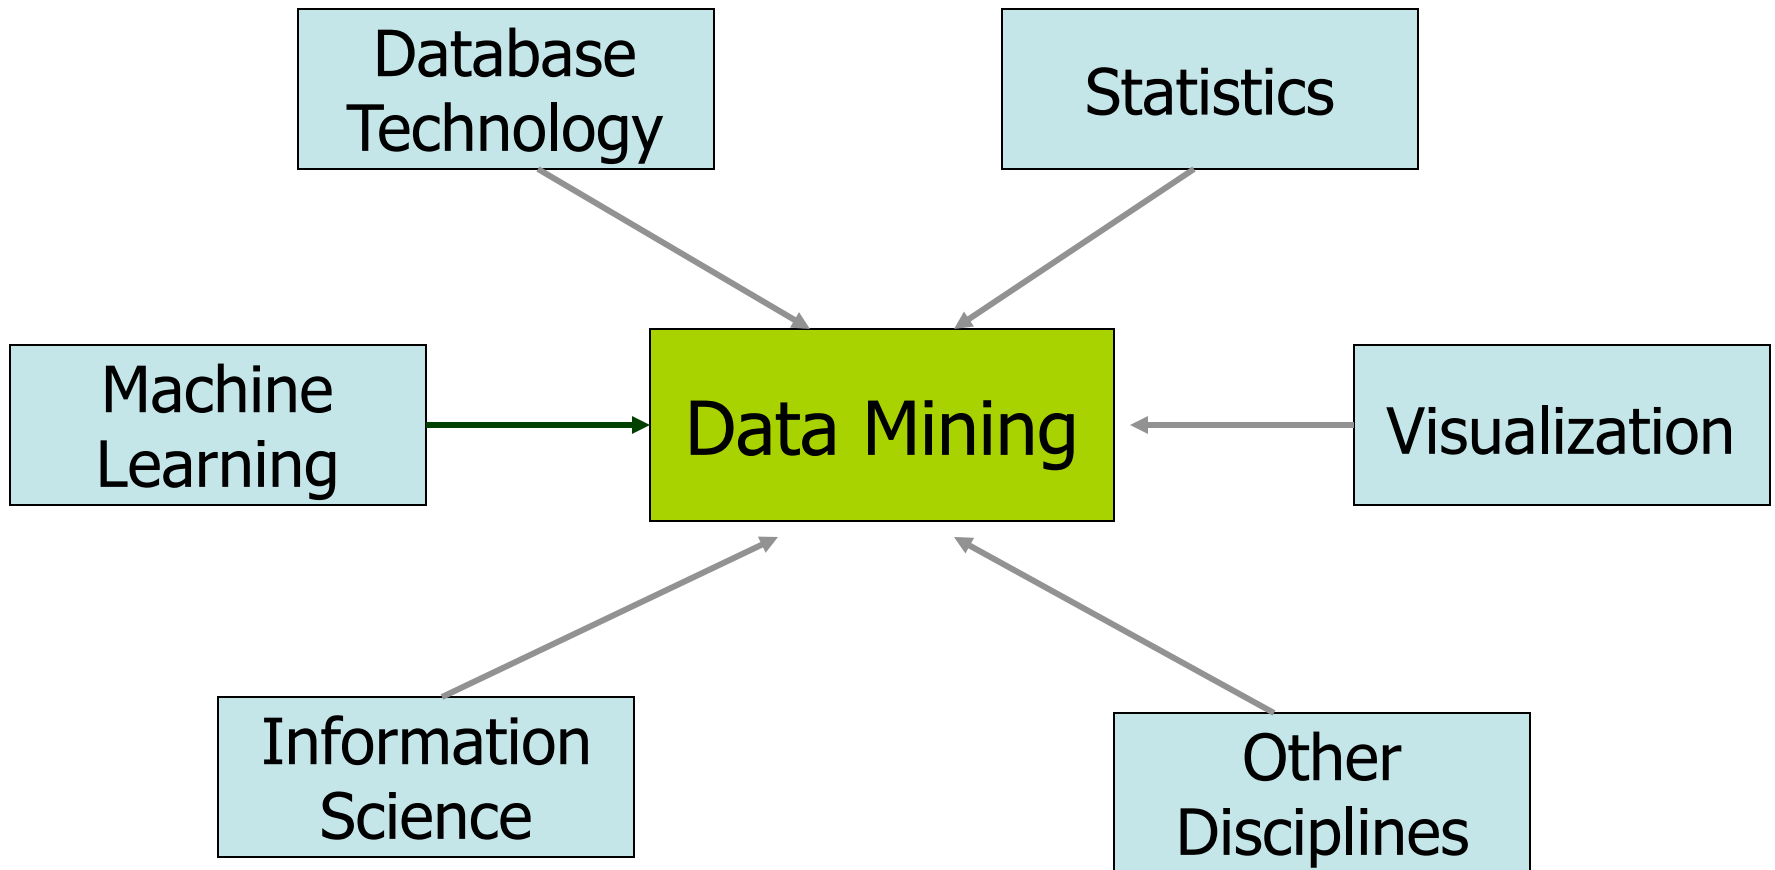 Database
Technology
Statistics
Machine
Learning
Data Mining
Visualization
Information
Science
Other
Disciplines